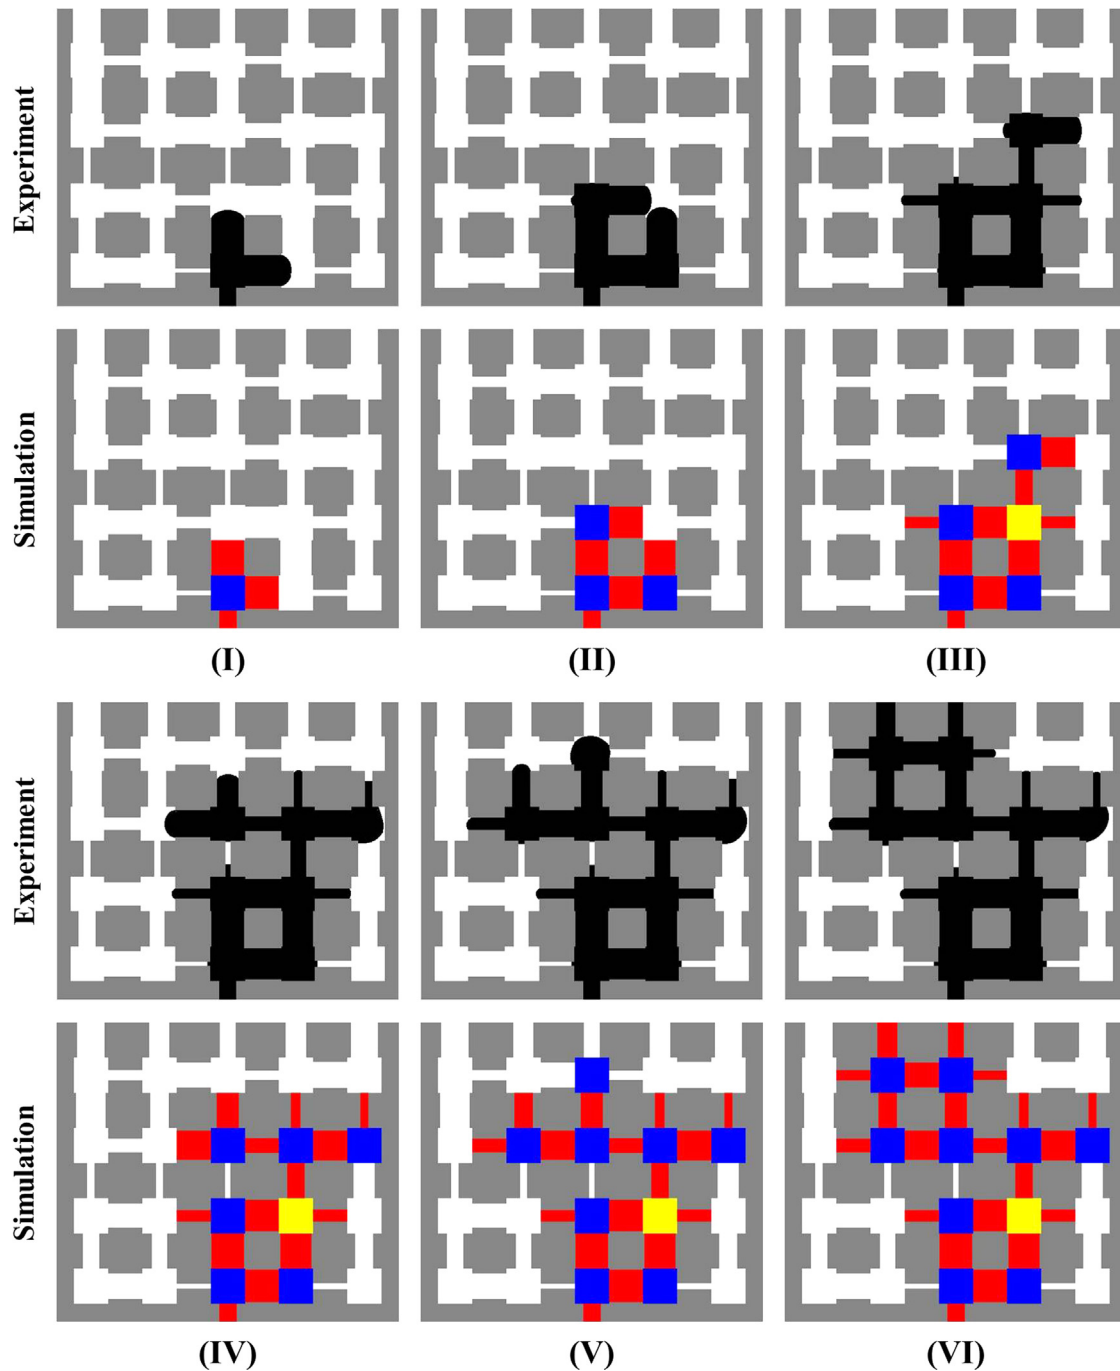 Experiment
Simulation
(I) (II) (III)
Experiment
Simulation
(IV) (V) (VI)